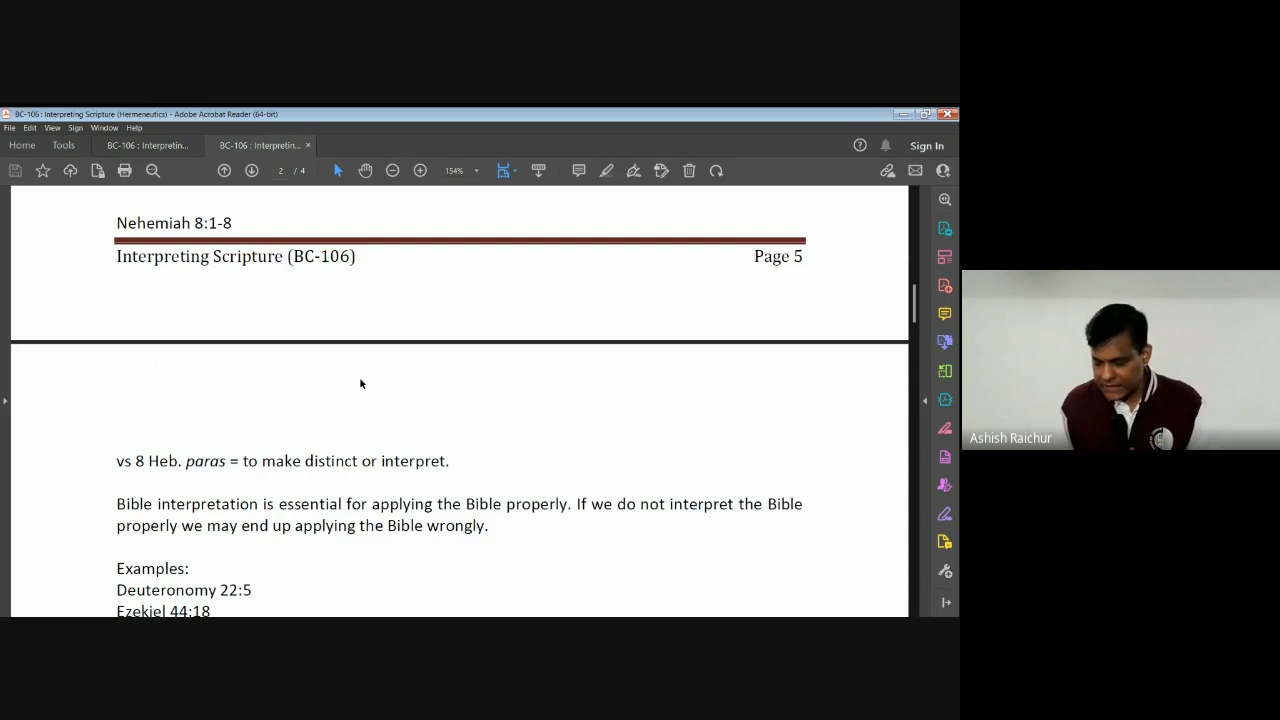 BC-106 : Interpreting Scripture (Hermeneutics) - Adobe Acrobat Reader (64-bit)
File Edit View Sign Window Help
Home Tools BC-106 : Interpretin... BC-106 : Interpretin... × Sign In
2 / 4 154%
Nehemiah 8:1-8
Interpreting Scripture (BC-106) Page 5
vs 8 Heb. paras = to make distinct or interpret.
Bible interpretation is essential for applying the Bible properly. If we do not interpret the Bible
properly we may end up applying the Bible wrongly.
Examples:
Deuteronomy 22:5
Ezekiel 44:18
Ashish Raichur